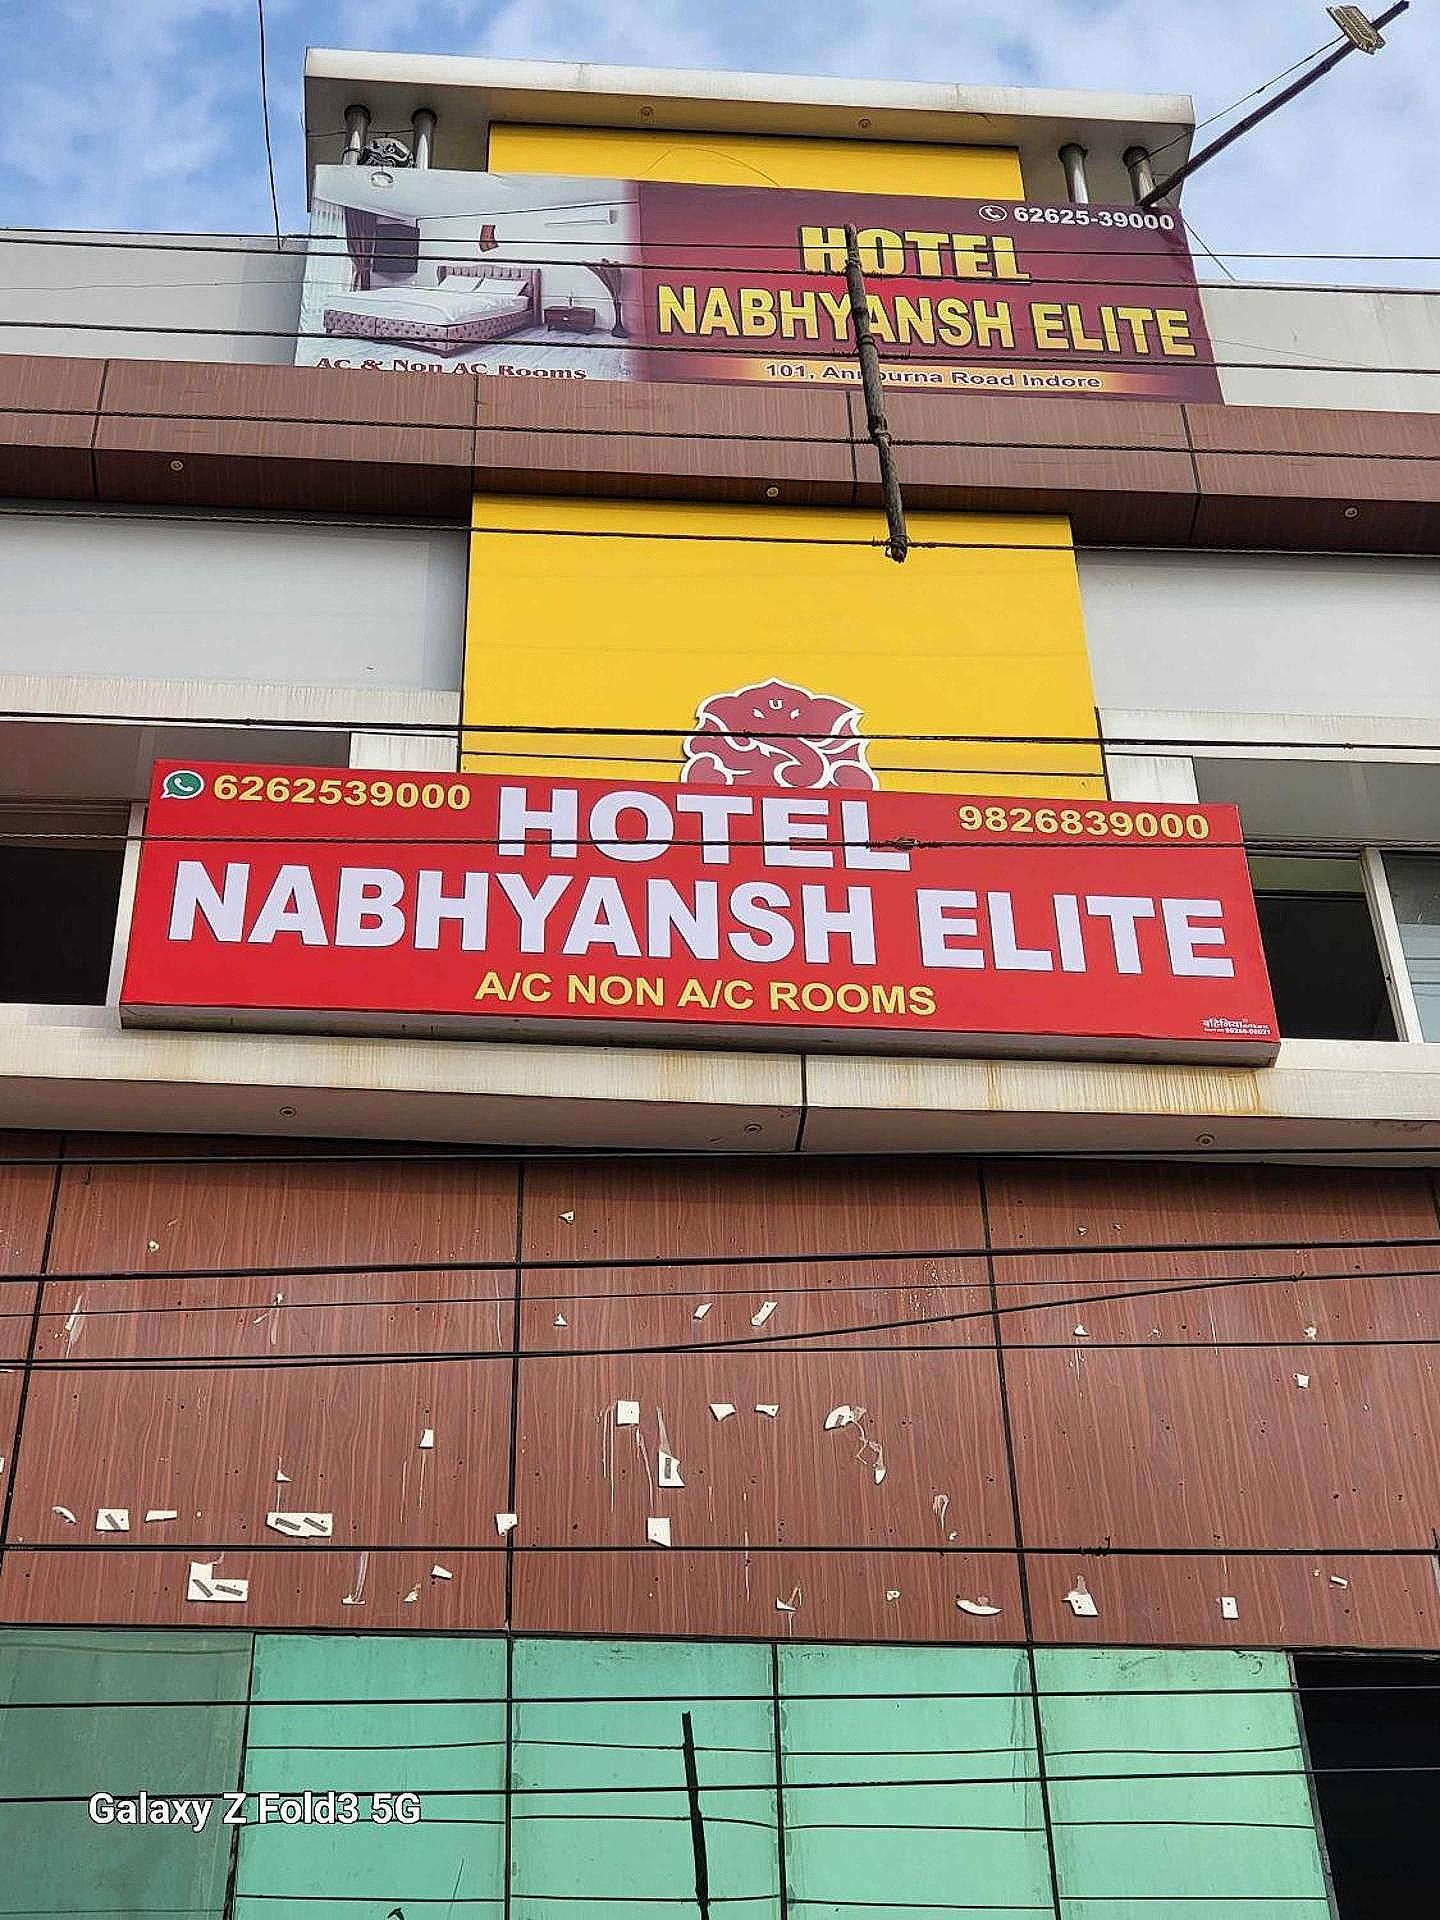 62625-39000
HOTEL
NABHYANSH ELITE
101, Annpurna Road Indore
AC & Non AC Rooms
6262539000
HOTEL
9826839000
NABHYANSH ELITE
A/C NON A/C ROOMS
Galaxy Z Fold3 5G